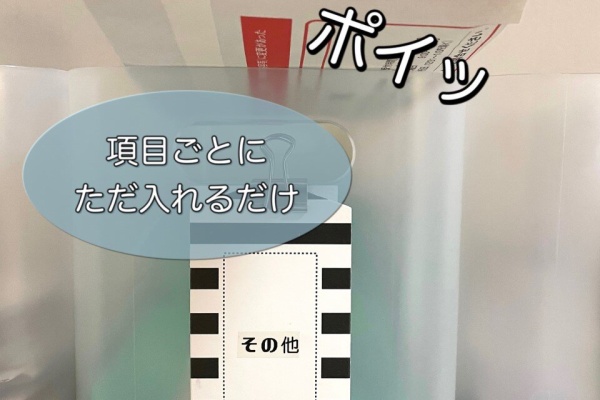 ポイッ
項目ごとに
ただ入れるだけ
その他